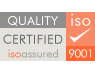 QUALITY
CERTIFIED
isoassured
iso
9001